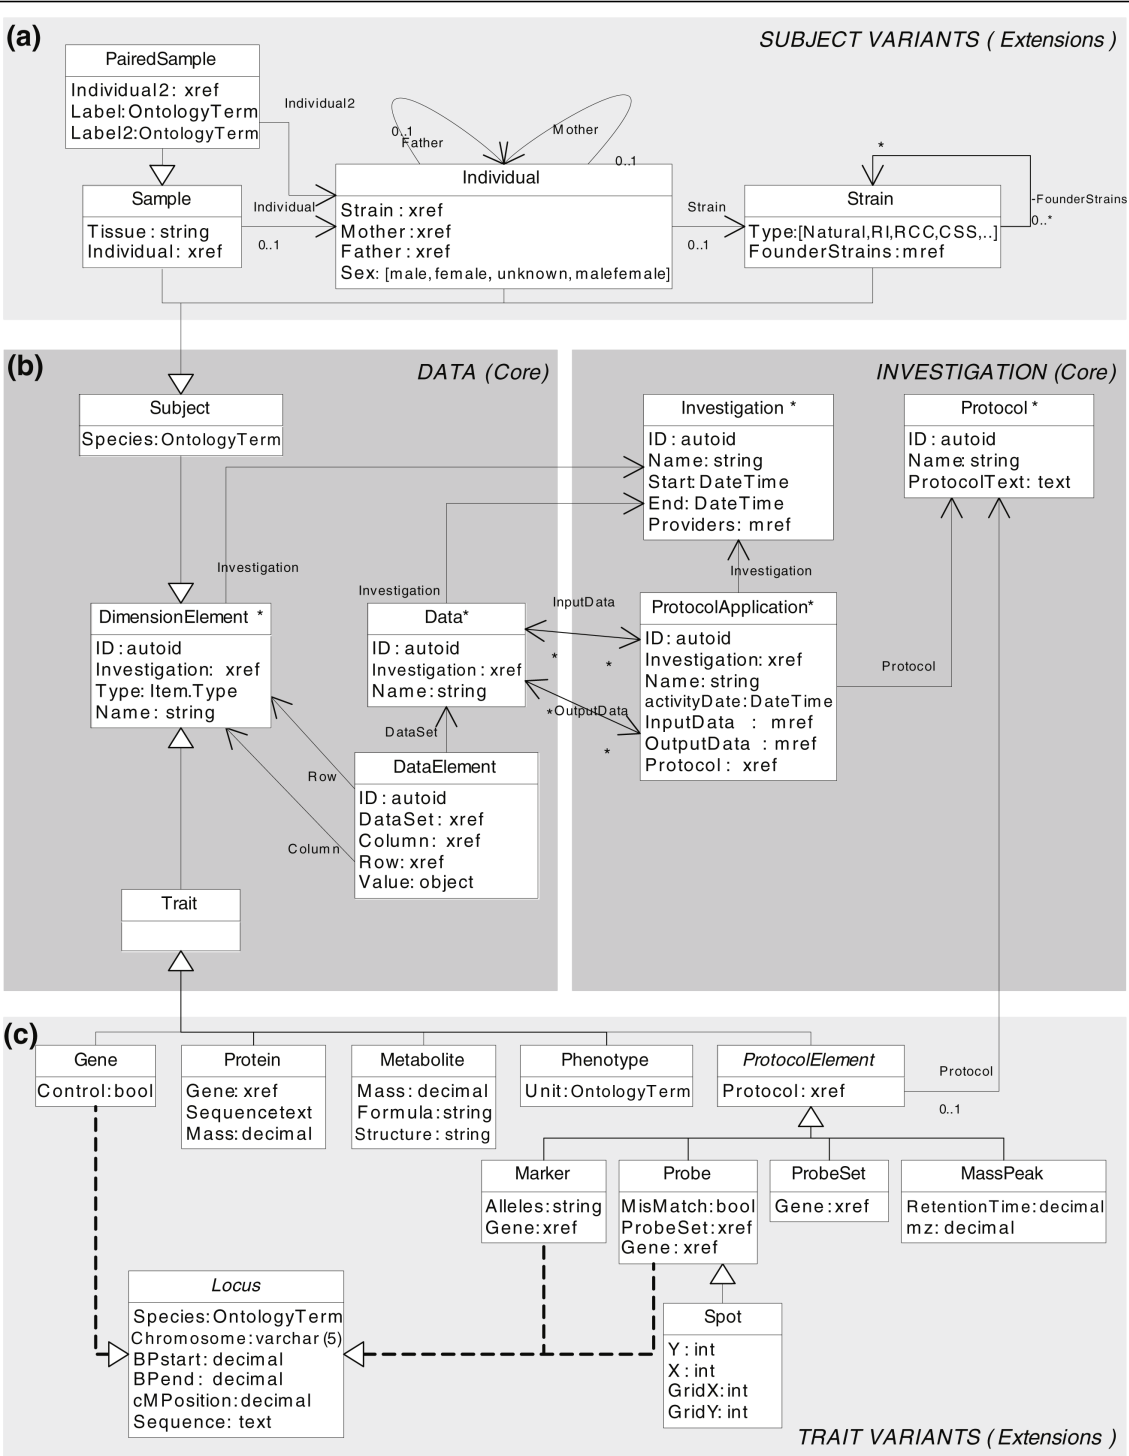 (a)
SUBJECT VARIANTS ( Extensions )
PairedSample
Individual2: xref
Label:OntologyTerm
Label2:OntologyTerm
Individual2
0..1
Father
Mother
0..1
Sample
Tissue : string
Individual : xref
Individual
0..1
Individual
Strain : xref
Mother : xref
Father : xref
Sex: [male, female, unknown, malefemale]
Strain
0..1
*
Strain
Type:[Natural,RI,RCC,CSS,..]
FounderStrains : mref
-FounderStrains
0..*
(b)
DATA (Core)
Subject
Species:OntologyTerm
Investigation
DimensionElement *
ID : autoid
Investigation: xref
Type: Item.Type
Name : string
Investigation
Data*
ID : autoid
Investigation : xref
Name : string
DataSet
Row
Column
DataElement
ID : autoid
DataSet : xref
Column : xref
Row: xref
Value: object
Trait
INVESTIGATION (Core)
Investigation *
ID : autoid
Name: string
Start: DateTime
End: DateTime
Providers: mref
Protocol *
ID : autoid
Name: string
ProtocolText: text
Investigation
InputData
*
*
*OutputData
*
ProtocolApplication*
ID : autoid
Investigation: xref
Name: string
activityDate: DateTime
InputData : mref
OutputData : mref
Protocol : xref
Protocol
(c)
Gene
Control: bool
Protein
Gene: xref
Sequencetext
Mass: decimal
Metabolite
Mass: decimal
Formula: string
Structure : string
Phenotype
Unit: OntologyTerm
ProtocolElement
Protocol : xref
Protocol
0..1
Marker
Alleles: string
Gene: xref
Probe
MisMatch: bool
ProbeSet: xref
Gene : xref
ProbeSet
Gene : xref
MassPeak
RetentionTime: decimal
mz: decimal
Locus
Species: OntologyTerm
Chromosome: varchar (5)
BPstart : decimal
BPend : decimal
cMPosition: decimal
Sequence: text
Spot
Y : int
X : int
GridX: int
GridY: int
TRAIT VARIANTS ( Extensions )